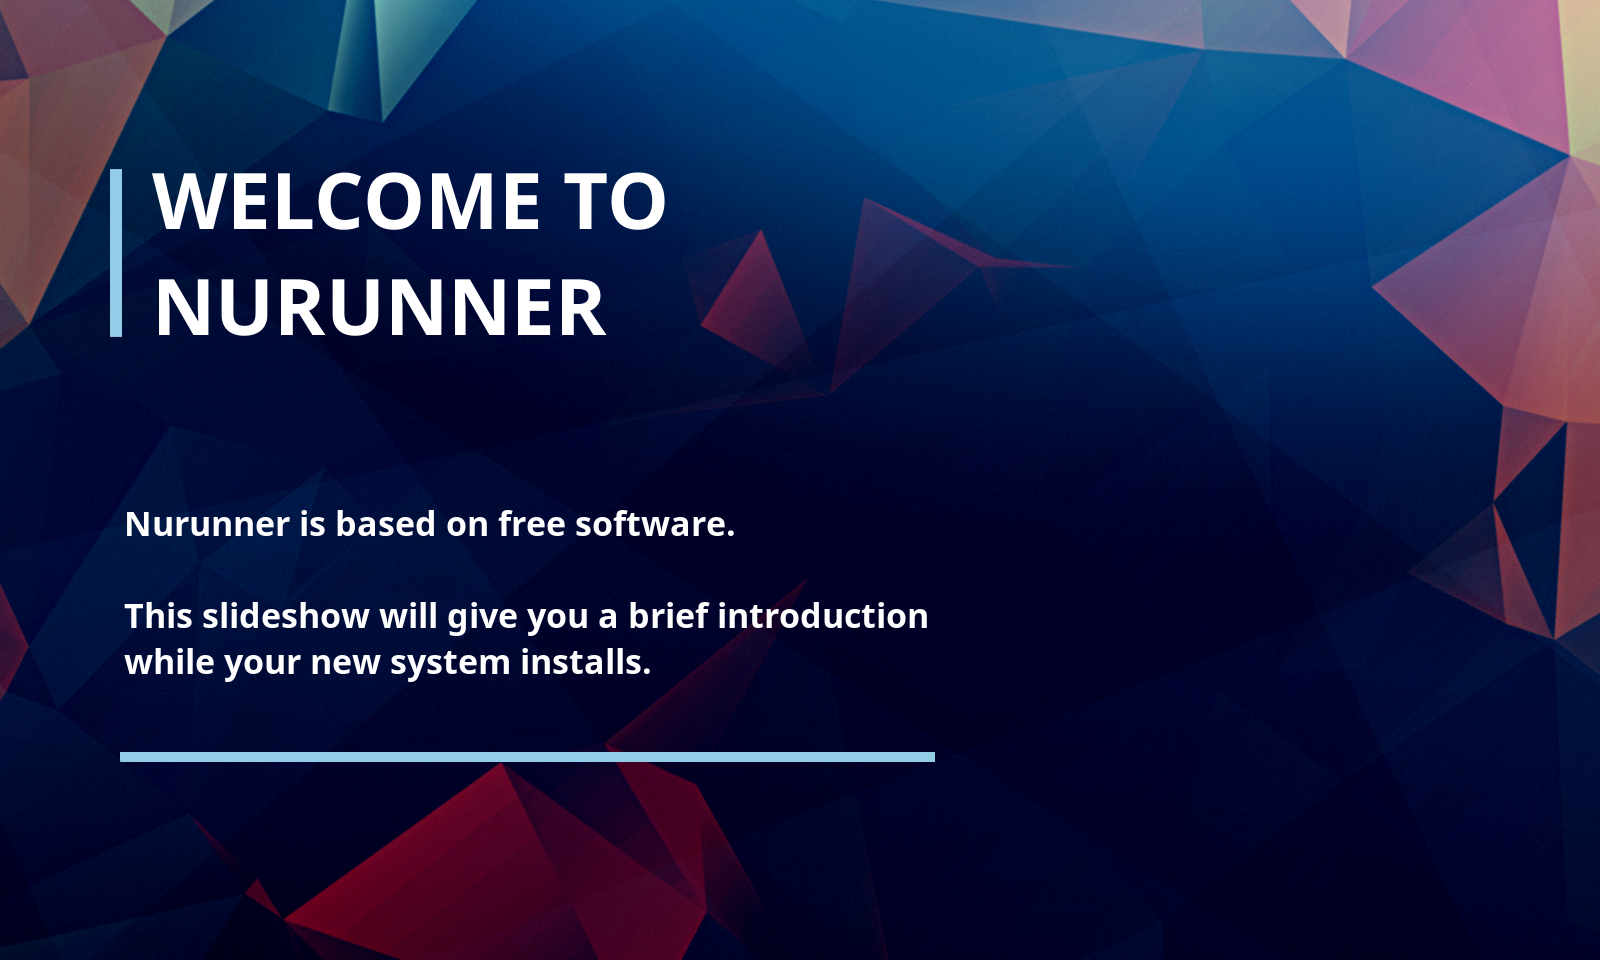 WELCOME TO
NURUNNER
Nurunner is based on free software.
This slideshow will give you a brief introduction
while your new system installs.